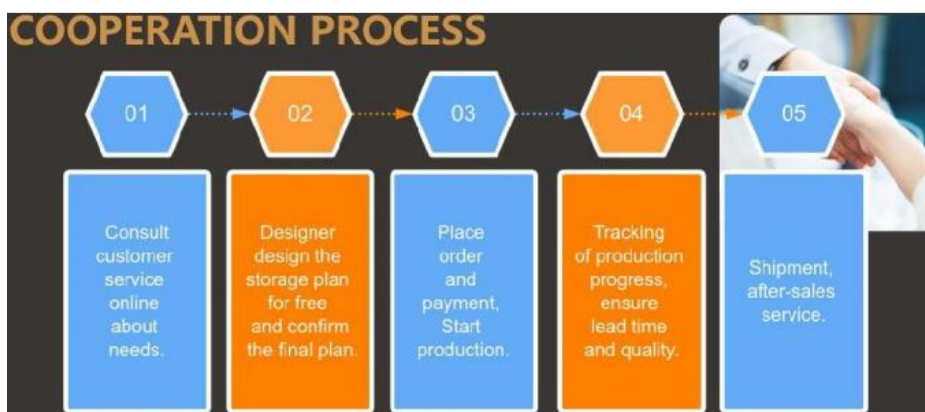 COOPERATION PROCESS
01
02
03
04
05
Consult
customer
service
online
about
needs.
Designer
design the
storage plan
for free
and confirm
the final plan.
Place
order
and
payment,
Start
production.
Tracking
of production
progress,
ensure
lead time
and quality.
Shipment,
after-sales
service.